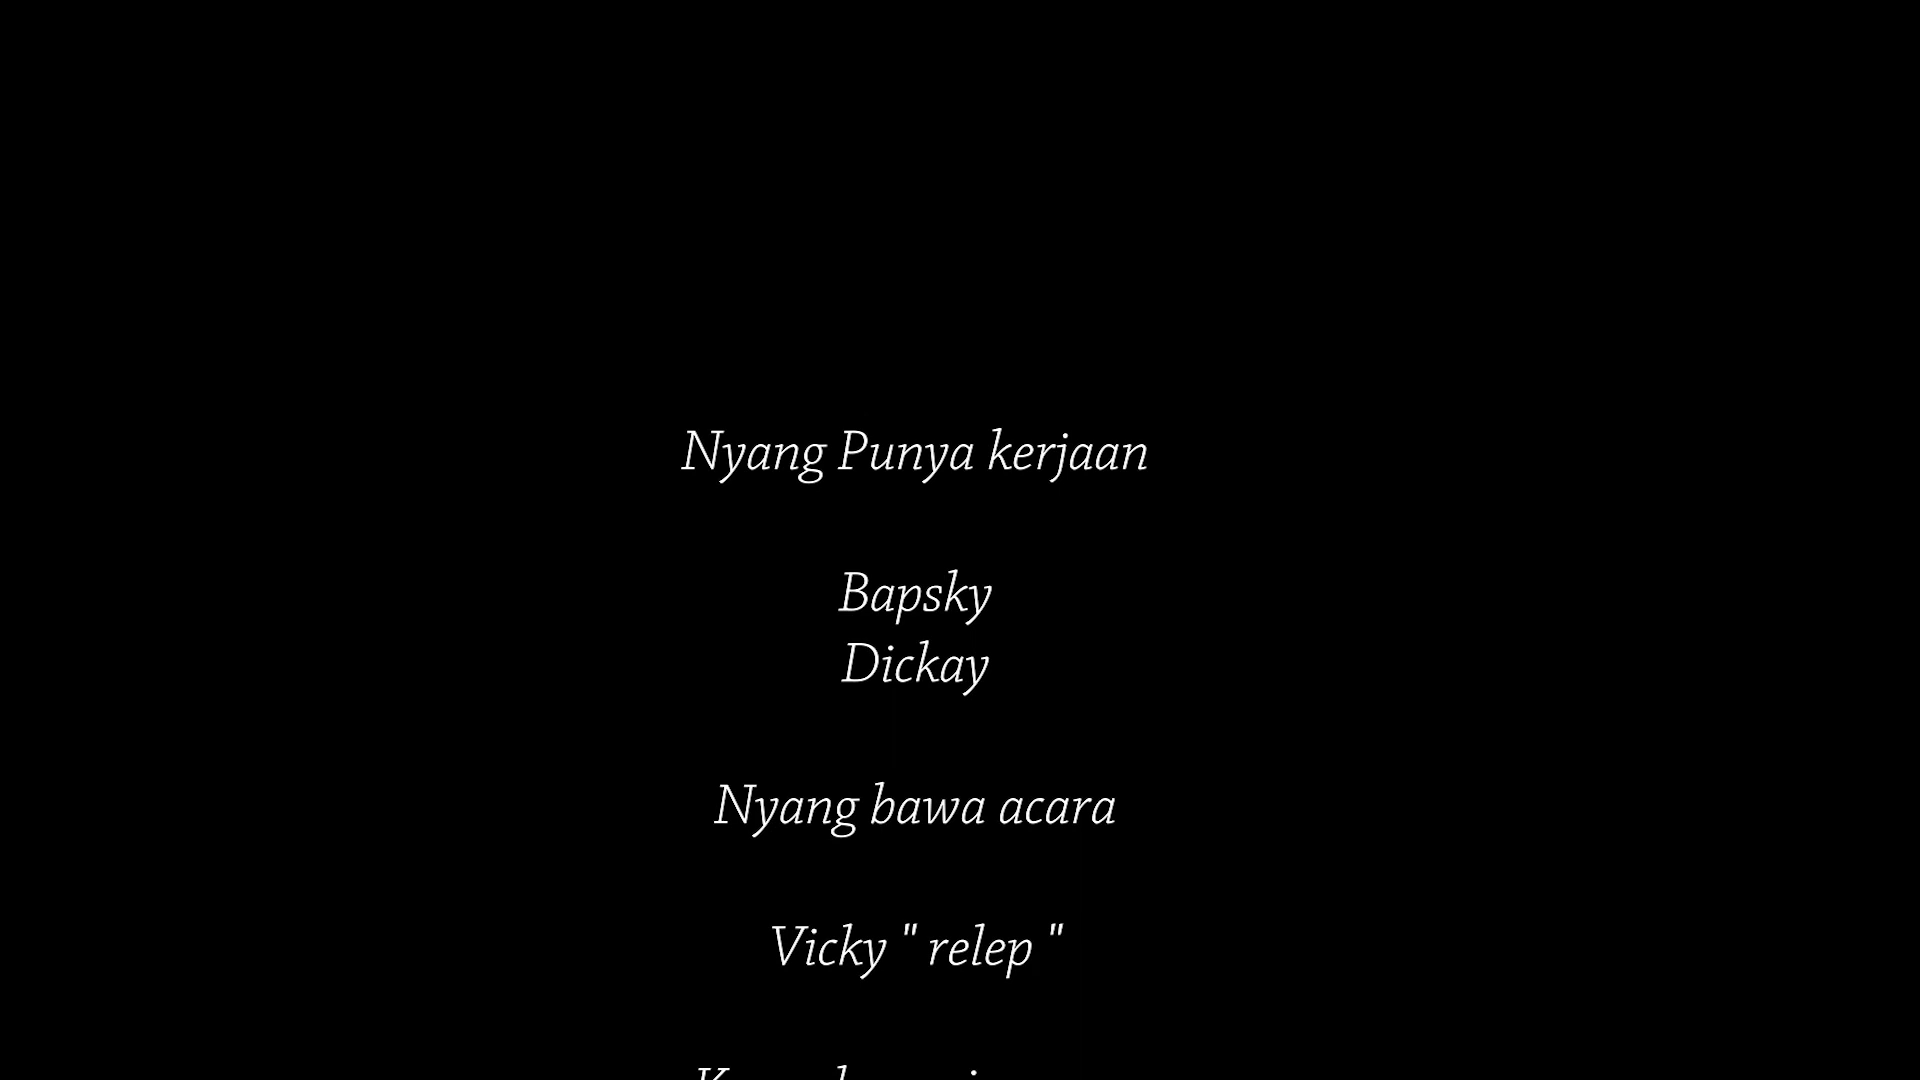 Nyang Punya kerjaan
Bapsky
Dickay
Nyang bawa acara
Vicky " relep "